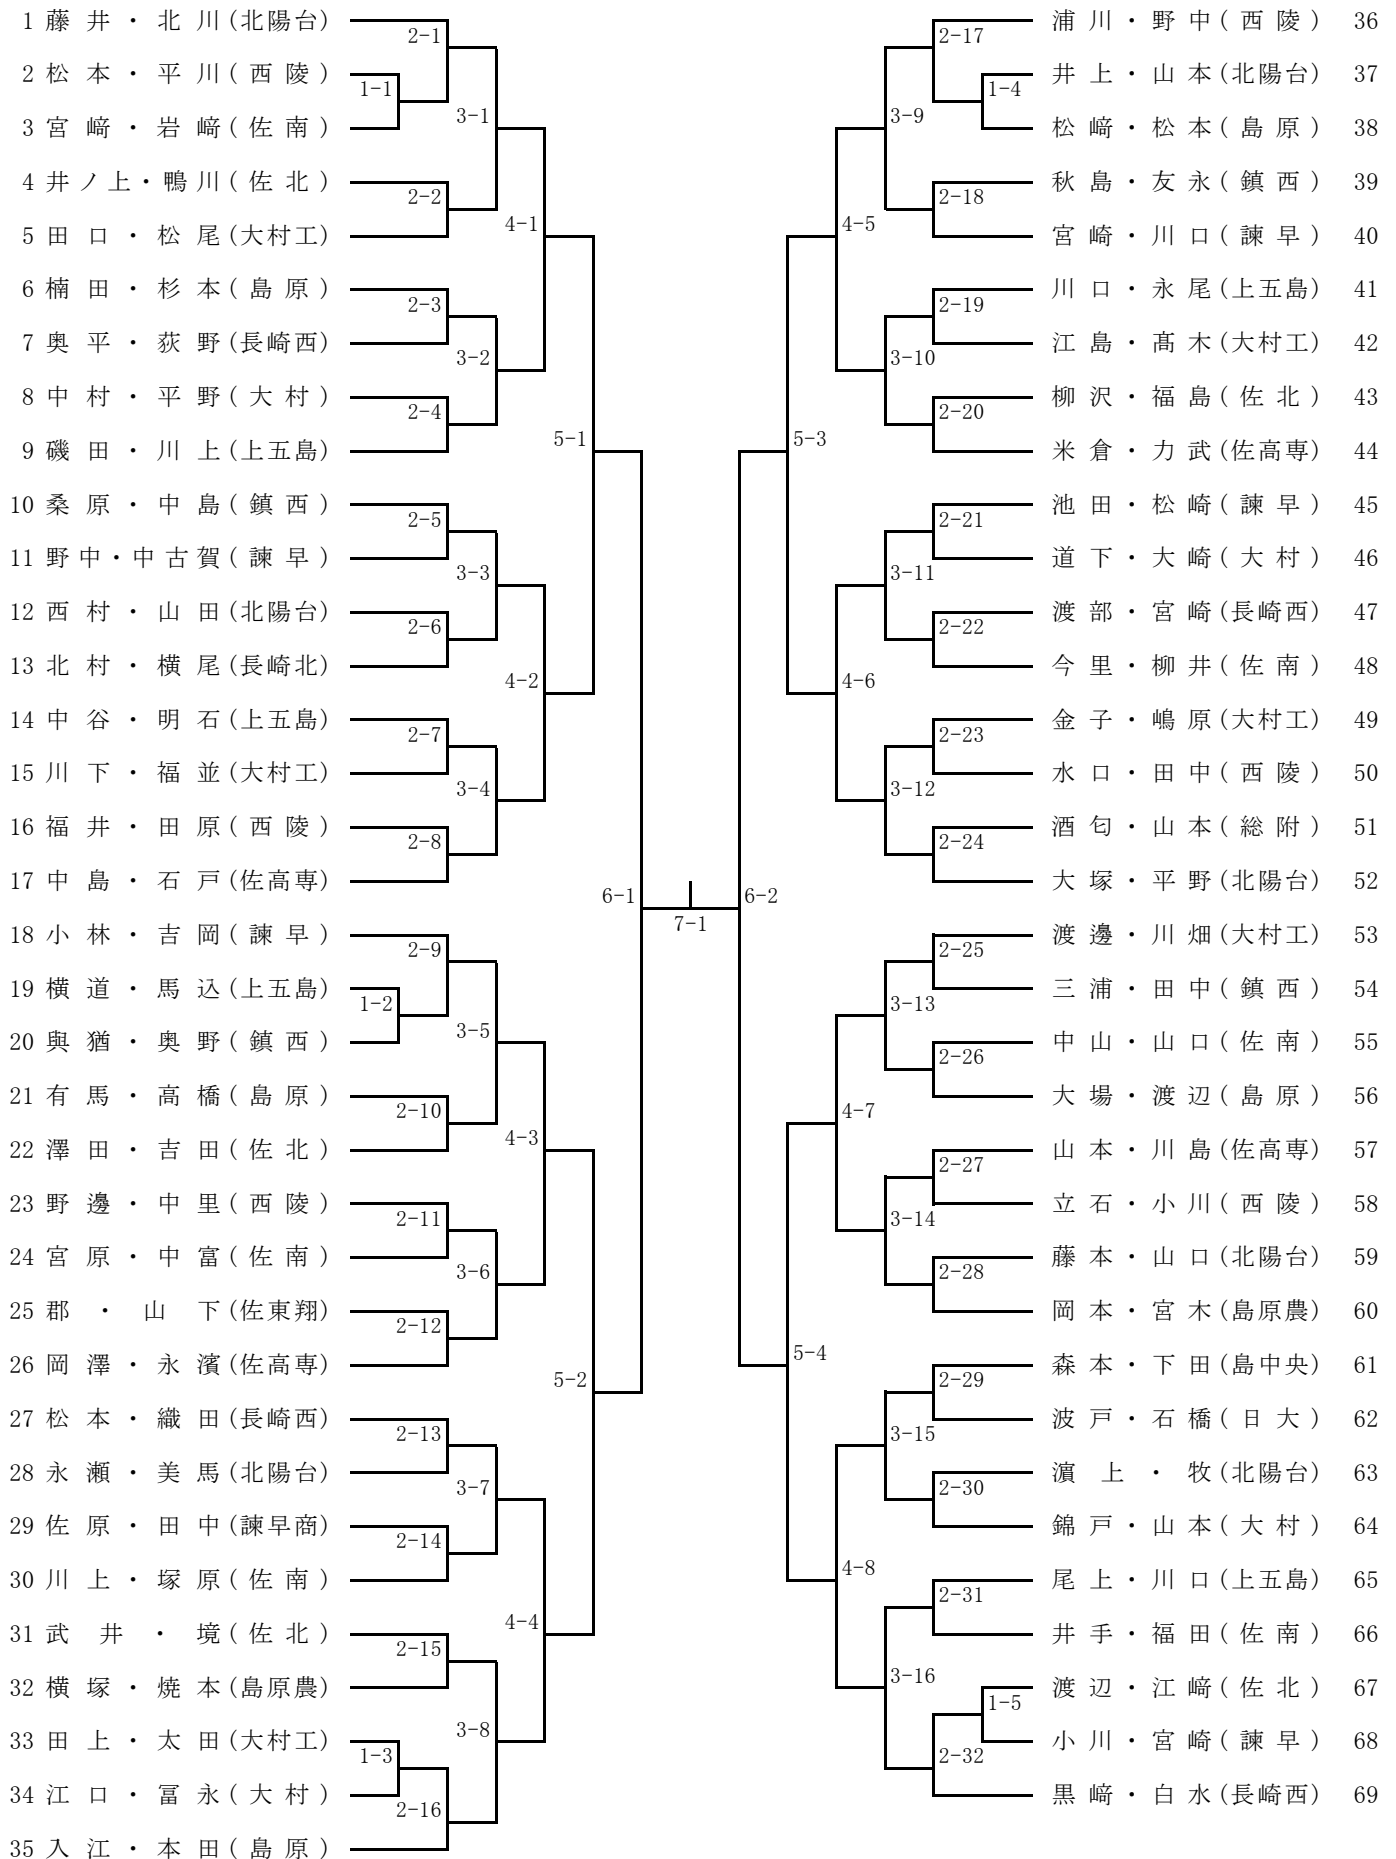 1 藤井・北川(北陽台)
2 松本・平川(西陵)
3 宮﨑・岩﨑(佐南)
4 井ノ上・鴨川(佐北)
5 田口・松尾(大村工)
6 楠田・杉本(島原)
7 奥平・荻野(長崎西)
8 中村・平野(大村)
9 磯田・川上(上五島)
10 桑原・中島(鎮西)
11 野中・中古賀(諫早)
12 西村・山田(北陽台)
13 北村・横尾(長崎北)
14 中谷・明石(上五島)
15 川下・福並(大村工)
16 福井・田原(西陵)
17 中島・石戸(佐高専)
18 小林・吉岡(諫早)
19 横道・馬込(上五島)
20 與猶・奥野(鎮西)
21 有馬・高橋(島原)
22 澤田・吉田(佐北)
23 野邊・中里(西陵)
24 宮原・中富(佐南)
25 郡・山下(佐東翔)
26 岡澤・永濱(佐高専)
27 松本・織田(長崎西)
28 永瀬・美馬(北陽台)
29 佐原・田中(諫早商)
30 川上・塚原(佐南)
31 武井・境(佐北)
32 横塚・焼本(島原農)
33 田上・太田(大村工)
34 江口・冨永(大村)
35 入江・本田(島原)
2-1
1-1
3-1
2-2
4-1
2-3
3-2
2-4
5-1
2-5
3-3
2-6
4-2
2-7
3-4
2-8
6-1
2-9
1-2
3-5
2-10
4-3
2-11
3-6
2-12
5-2
2-13
3-7
2-14
4-4
2-15
3-8
1-3
2-16
7-1
2-17
1-4
3-9
2-18
4-5
2-19
3-10
2-20
5-3
2-21
3-11
2-22
4-6
2-23
3-12
2-24
6-2
2-25
3-13
2-26
4-7
2-27
3-14
2-28
5-4
2-29
3-15
2-30
4-8
2-31
3-16
1-5
2-32
浦川・野中(西陵) 36
井上・山本(北陽台) 37
松﨑・松本(島原) 38
秋島・友永(鎮西) 39
宮崎・川口(諫早) 40
川口・永尾(上五島) 41
江島・髙木(大村工) 42
柳沢・福島(佐北) 43
米倉・力武(佐高専) 44
池田・松崎(諫早) 45
道下・大崎(大村) 46
渡部・宮崎(長崎西) 47
今里・柳井(佐南) 48
金子・嶋原(大村工) 49
水口・田中(西陵) 50
酒匂・山本(総附) 51
大塚・平野(北陽台) 52
渡邊・川畑(大村工) 53
三浦・田中(鎮西) 54
中山・山口(佐南) 55
大場・渡辺(島原) 56
山本・川島(佐高専) 57
立石・小川(西陵) 58
藤本・山口(北陽台) 59
岡本・宮木(島原農) 60
森本・下田(島中央) 61
波戸・石橋(日大) 62
濵上・牧(北陽台) 63
錦戸・山本(大村) 64
尾上・川口(上五島) 65
井手・福田(佐南) 66
渡辺・江﨑(佐北) 67
小川・宮崎(諫早) 68
黒﨑・白水(長崎西) 69